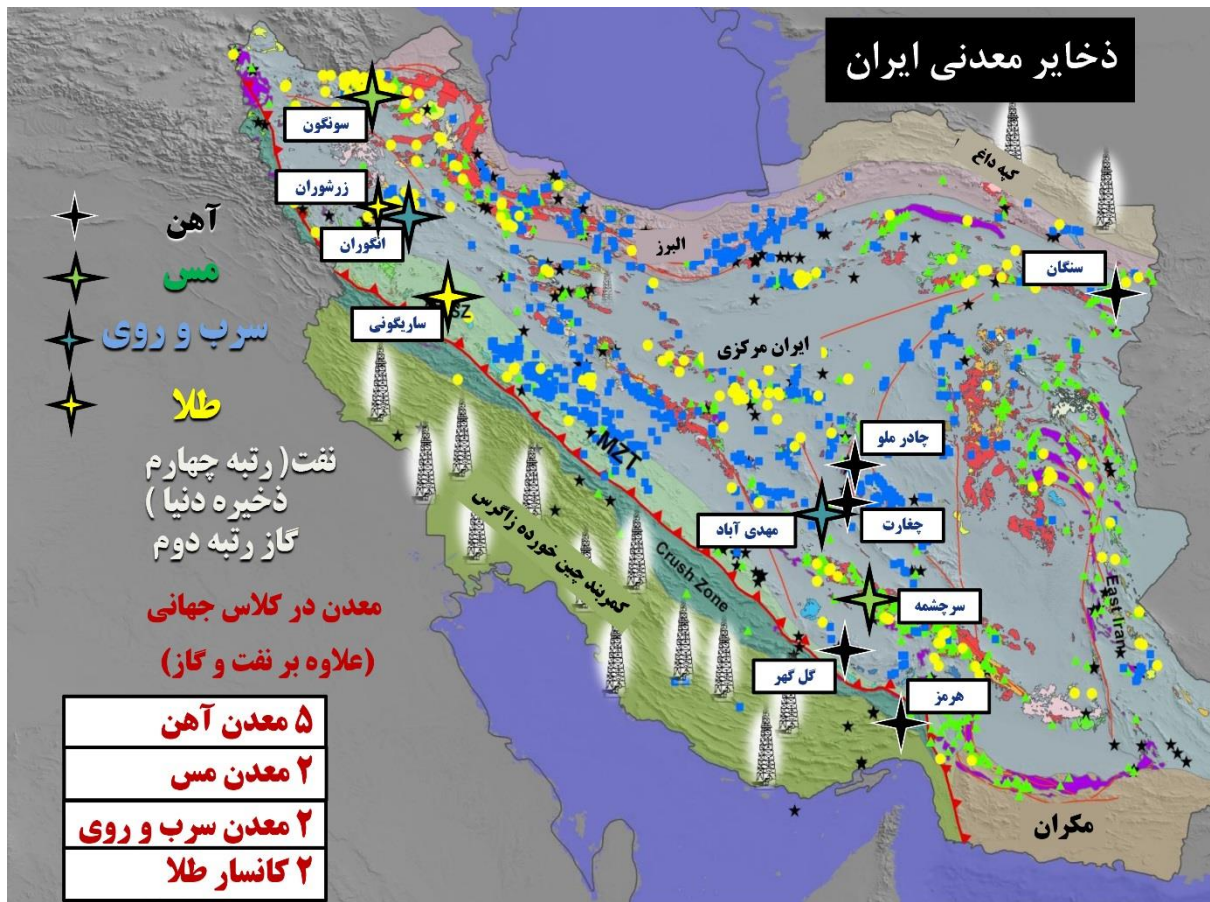 ذخایر معدنی ایران
کپه داغ
سونگون
زرشوران
انگوران
البرز
سنگان
آهن
مس
سرب و روی
طلا
SZ
ساریگونی
ایران مرکزی
MZT
چادر ملو
چغارت
مهدی آباد
نفت( رتبه چهارم
ذخیره دنیا )
گاز رتبه دوم
کمربند چین خورده زاگرس
Crush Zone
East Iran
سرچشمه
معدن در کلاس جهانی
(علاوه بر نفت و گاز)
گل گهر
هرمز
۵ معدن آهن
۲ معدن مس
۲ معدن سرب و روی
۲ کانسار طلا
مکران